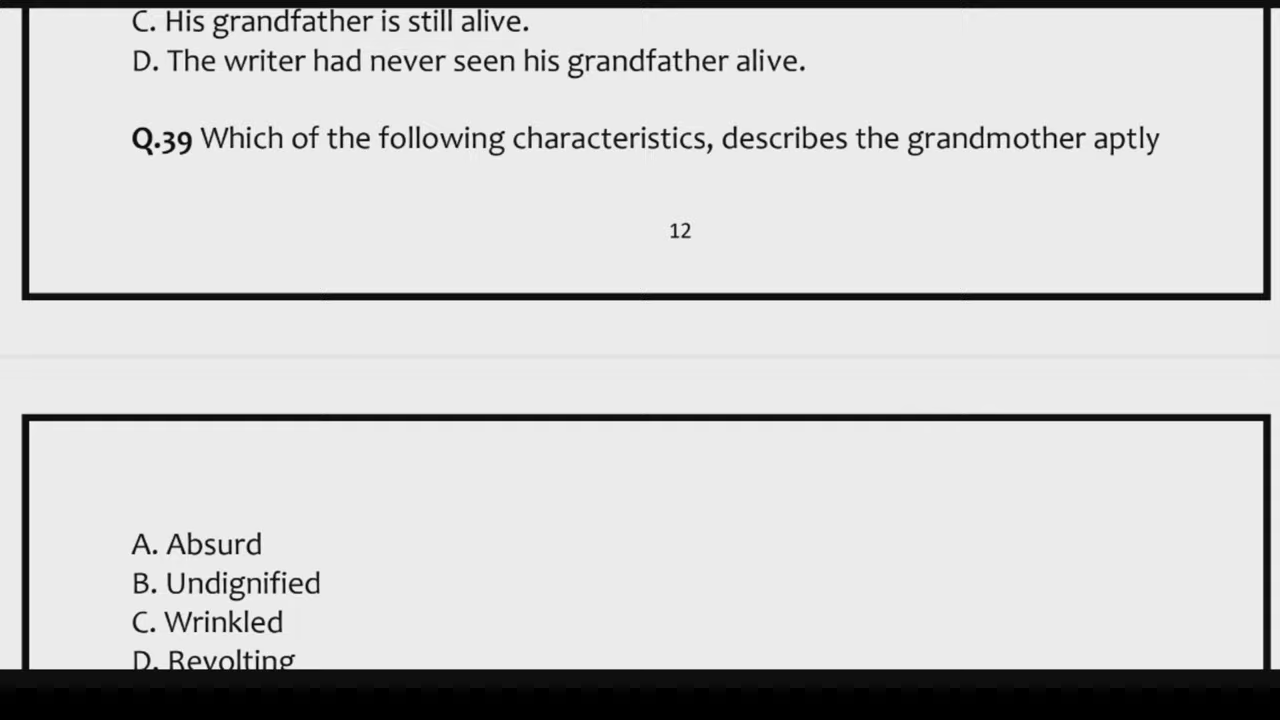 C. His grandfather is still alive.
D. The writer had never seen his grandfather alive.
Q.39 Which of the following characteristics, describes the grandmother aptly
12
A. Absurd
B. Undignified
C. Wrinkled
D. Revolting